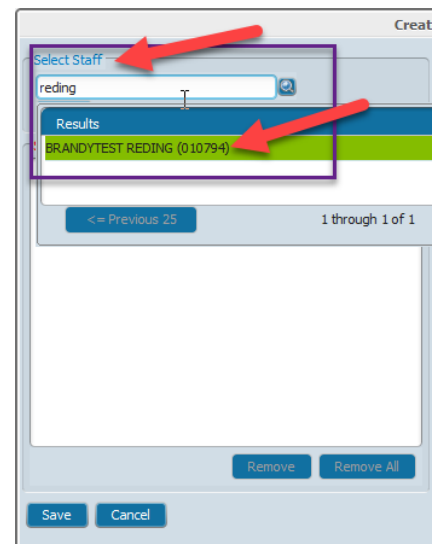 Creat
Select Staff
reding
Results
BRANDYTEST REDING (010794)
<= Previous 25 1 through 1 of 1
Remove Remove All
Save Cancel